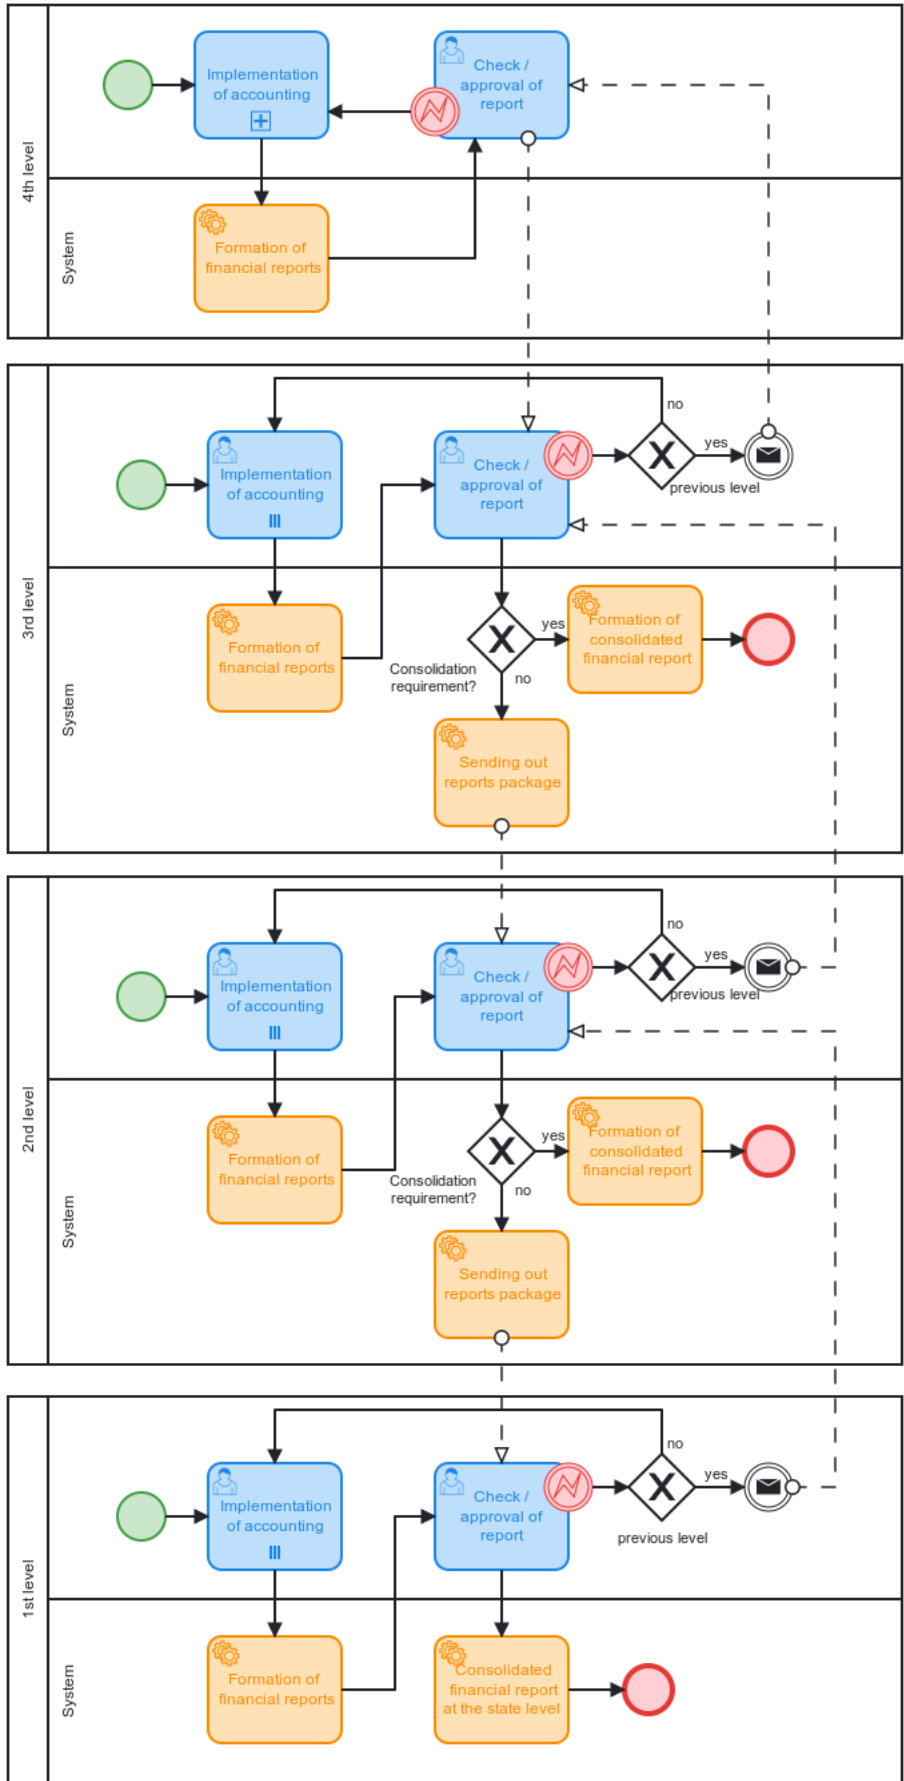 4th level
Implementation
of accounting
Check /
approval of
report
System
Formation of
financial reports
3rd level
no
Implementation
of accounting
Check /
approval of
report
yes
previous level
System
Formation of
financial reports
Consolidation
requirement?
yes
no
Formation of
consolidated
financial report
Sending out
reports package
2nd level
no
Implementation
of accounting
Check /
approval of
report
yes
previous level
System
Formation of
financial reports
Consolidation
requirement?
yes
no
Formation of
consolidated
financial report
Sending out
reports package
1st level
no
Implementation
of accounting
Check /
approval of
report
yes
previous level
System
Formation of
financial reports
Consolidated
financial report
at the state level